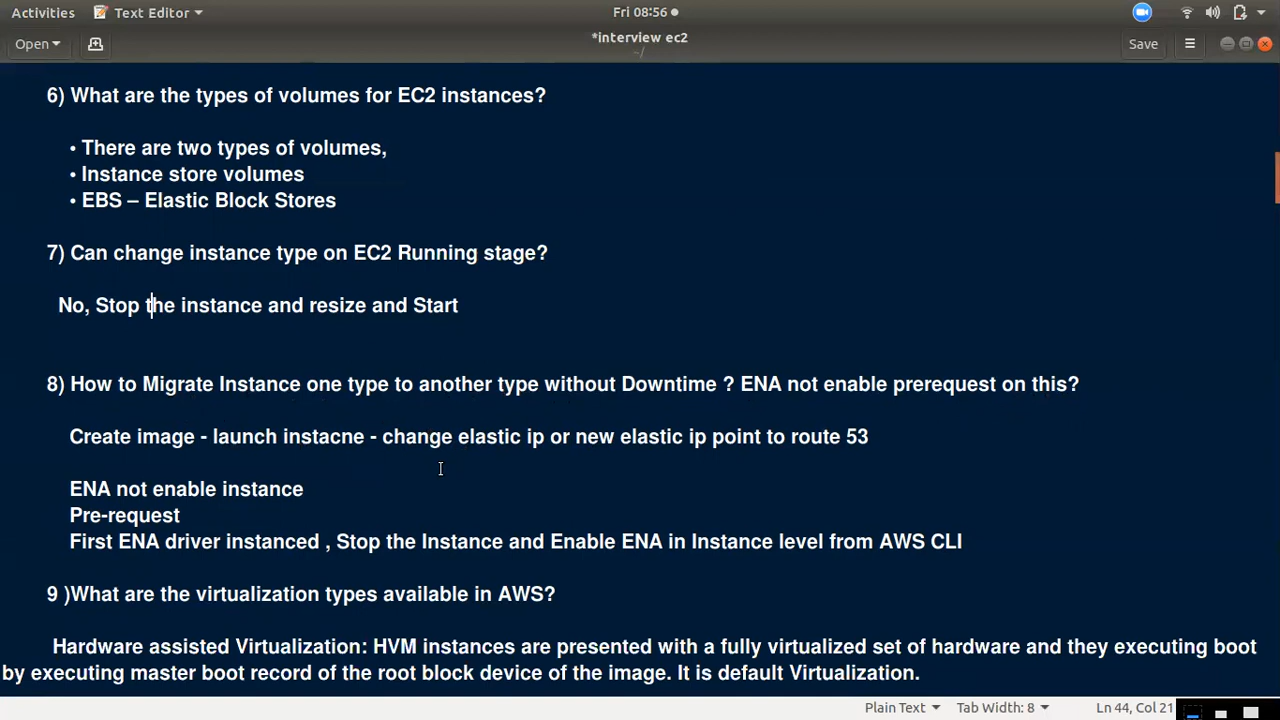 Activities Text Editor Fri 08:56
Open *interview ec2 Save
~/
6) What are the types of volumes for EC2 instances?
• There are two types of volumes,
• Instance store volumes
• EBS – Elastic Block Stores
7) Can change instance type on EC2 Running stage?
No, Stop the instance and resize and Start
8) How to Migrate Instance one type to another type without Downtime ? ENA not enable prerequest on this?
Create image - launch instacne - change elastic ip or new elastic ip point to route 53
ENA not enable instance
Pre-request
First ENA driver instanced , Stop the Instance and Enable ENA in Instance level from AWS CLI
9 )What are the virtualization types available in AWS?
Hardware assisted Virtualization: HVM instances are presented with a fully virtualized set of hardware and they executing boot
by executing master boot record of the root block device of the image. It is default Virtualization.
Plain Text Tab Width: 8 Ln 44, Col 21